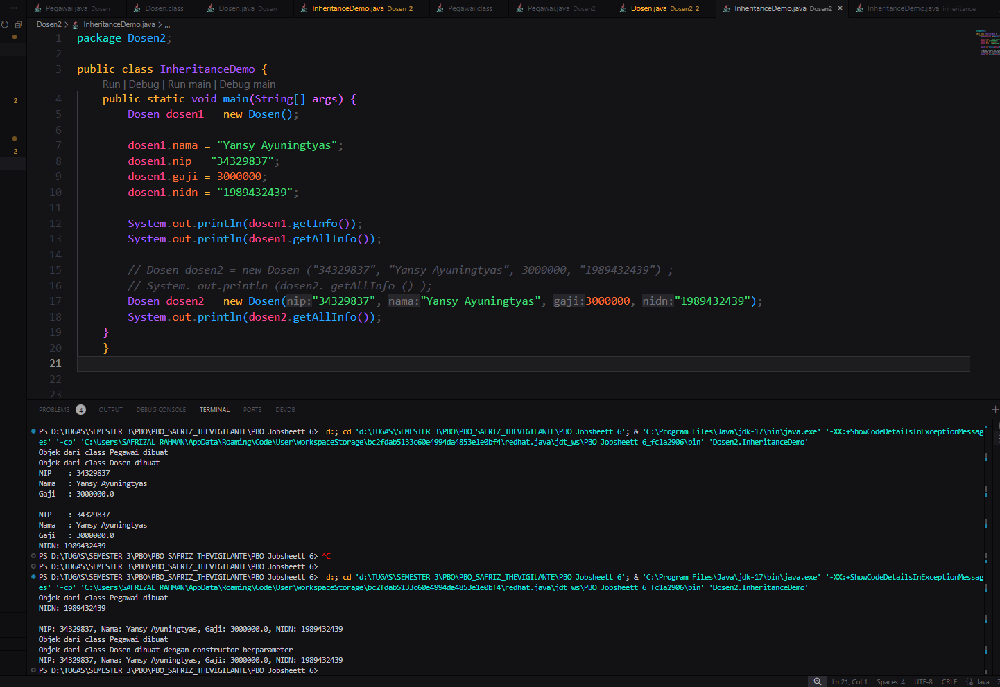 ... Pegawai.java Dosen Dosen.class Dosen.java Dosen InheritanceDemo.java Dosen 2 Pegawai.class Pegawai.java Dosen2 Dosen.java Dosen2 2 InheritanceDemo.java Dosen2 × InheritanceDemo.java inheritance
Dosen2 > InheritanceDemo.java > ...
1 package Dosen2;
2
3 public class InheritanceDemo {
Run | Debug | Run main | Debug main
4 public static void main(String[] args) {
5 Dosen dosen1 = new Dosen();
6
7 dosen1.nama = "Yansy Ayuningtyas";
8 dosen1.nip = "34329837";
9 dosen1.gaji = 3000000;
10 dosen1.nidn = "1989432439";
11
12 System.out.println(dosen1.getInfo());
13 System.out.println(dosen1.getAllInfo());
14
15 // Dosen dosen2 = new Dosen ("34329837", "Yansy Ayuningtyas", 3000000, "1989432439") ;
16 // System. out.println (dosen2. getAllInfo () );
17 Dosen dosen2 = new Dosen(nip:"34329837", nama:"Yansy Ayuningtyas", gaji:3000000, nidn:"1989432439");
18 System.out.println(dosen2.getAllInfo());
19 }
20 }
21
22
23
2
2
PROBLEMS 4 OUTPUT DEBUG CONSOLE TERMINAL PORTS DEVDB
PS D:\TUGAS\SEMESTER 3\PBO\PBO_SAFRIZ_THEVIGILANTE\PBO Jobsheett 6> d:; cd 'd:\TUGAS\SEMESTER 3\PBO\PBO_SAFRIZ_THEVIGILANTE\PBO Jobsheett 6'; & 'C:\Program Files\Java\jdk-17\bin\java.exe' '-XX:+ShowCodeDetailsInExceptionMessag
es' '-cp' 'C:\Users\SAFRIZAL RAHMAN\AppData\Roaming\Code\User\workspaceStorage\bc2fdab5133c60e4994da4853e1e0bf4\redhat.java\jdt_ws\PBO Jobsheett 6_fc1a2906\bin' 'Dosen2.InheritanceDemo'
Objek dari class Pegawai dibuat
Objek dari class Dosen dibuat
NIP : 34329837
Nama : Yansy Ayuningtyas
Gaji : 3000000.0
NIP : 34329837
Nama : Yansy Ayuningtyas
Gaji : 3000000.0
NIDN: 1989432439
PS D:\TUGAS\SEMESTER 3\PBO\PBO_SAFRIZ_THEVIGILANTE\PBO Jobsheett 6> ^C
PS D:\TUGAS\SEMESTER 3\PBO\PBO_SAFRIZ_THEVIGILANTE\PBO Jobsheett 6>
PS D:\TUGAS\SEMESTER 3\PBO\PBO_SAFRIZ_THEVIGILANTE\PBO Jobsheett 6> d:; cd 'd:\TUGAS\SEMESTER 3\PBO\PBO_SAFRIZ_THEVIGILANTE\PBO Jobsheett 6'; & 'C:\Program Files\Java\jdk-17\bin\java.exe' '-XX:+ShowCodeDetailsInExceptionMessag
es' '-cp' 'C:\Users\SAFRIZAL RAHMAN\AppData\Roaming\Code\User\workspaceStorage\bc2fdab5133c60e4994da4853e1e0bf4\redhat.java\jdt_ws\PBO Jobsheett 6_fc1a2906\bin' 'Dosen2.InheritanceDemo'
Objek dari class Pegawai dibuat
NIDN: 1989432439
NIP: 34329837, Nama: Yansy Ayuningtyas, Gaji: 3000000.0, NIDN: 1989432439
Objek dari class Pegawai dibuat
Objek dari class Dosen dibuat dengan constructor berparameter
NIP: 34329837, Nama: Yansy Ayuningtyas, Gaji: 3000000.0, NIDN: 1989432439
PS D:\TUGAS\SEMESTER 3\PBO\PBO_SAFRIZ_THEVIGILANTE\PBO Jobsheett 6>
Ln 21, Col 1 Spaces: 4 UTF-8 CRLF {} Java